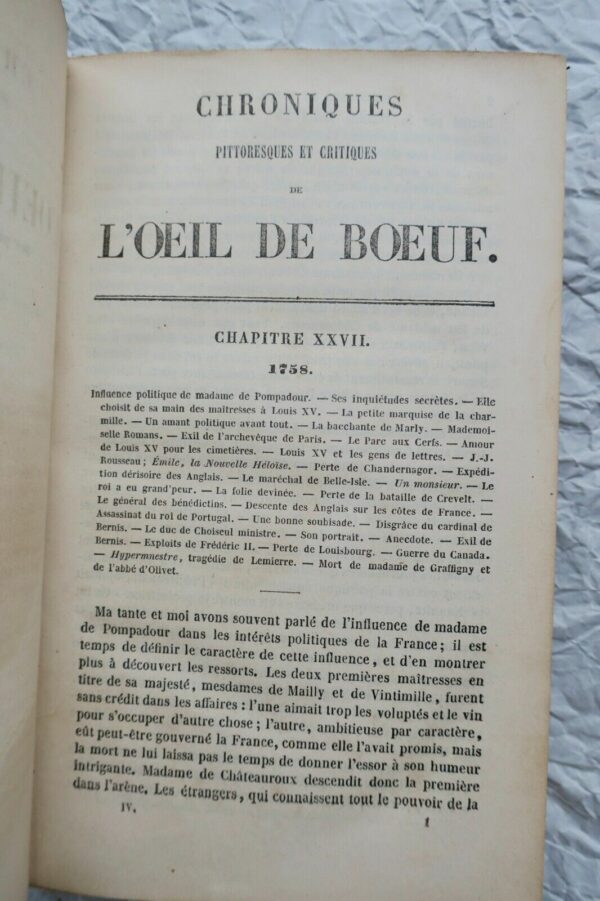 CHRONIQUES
PITTORESQUES ET CRITIQUES
DE
L'OEIL DE BŒUF.
CHAPITRE XXVII.
1758.
Influence politique de madame de Pompadour. — Ses inquiétudes secrètes. — Elle
choisit de sa main des maîtresses à Louis XV. — La petite marquise de la char-
mille. — Un amant politique avant tout. — La bacchante de Marly. — Mademoi-
selle Romans. — Exil de l'archevêque de Paris. — Le Parc aux Cerfs. — Amour
de Louis XV pour les cimetières. — Louis XV et les gens de lettres. — J.-J.
Rousseau; Émile, la Nouvelle Héloïse. — Perte de Chandernagor. — Expédi-
tion dérisoire des Anglais. — Le maréchal de Belle-Isle. — Un monsieur. — Le
roi a eu grand'peur. — La folie devinée. — Perte de la bataille de Crevelt. —
Le général des bénédictins. — Descente des Anglais sur les côtes de France. —
Assassinat du roi de Portugal. — Une bonne soubisade. — Disgrâce du cardinal de
Bernis. — Le duc de Choiseul ministre. — Son portrait. — Anecdote. — Exil de
Bernis. — Exploits de Frédéric II. — Perte de Louisbourg. — Guerre du Canada.
— Hypermnestre, tragédie de Lemierre. — Mort de madame de Graffigny et
de l'abbé d'Olivet.
Ma tante et moi avons souvent parlé de l'influence de madame
de Pompadour dans les intérêts politiques de la France; il est
temps de définir le caractère de cette influence, et d'en montrer
plus à découvert les ressorts. Les deux premières maîtresses en
titre de sa majesté, mesdames de Mailly et de Vintimille, furent
sans crédit dans les affaires : l'une aimait trop les voluptés et le vin
pour s'occuper d'autre chose; l'autre, ambitieuse par caractère,
eût peut-être gouverné la France, comme elle l'avait promis, mais
la mort ne lui laissa pas le temps de donner l'essor à son humeur
intrigante. Madame de Châteauroux descendit donc la première
dans l'arène. Les étrangers, qui connaissent tout le pouvoir de la
IV.
1